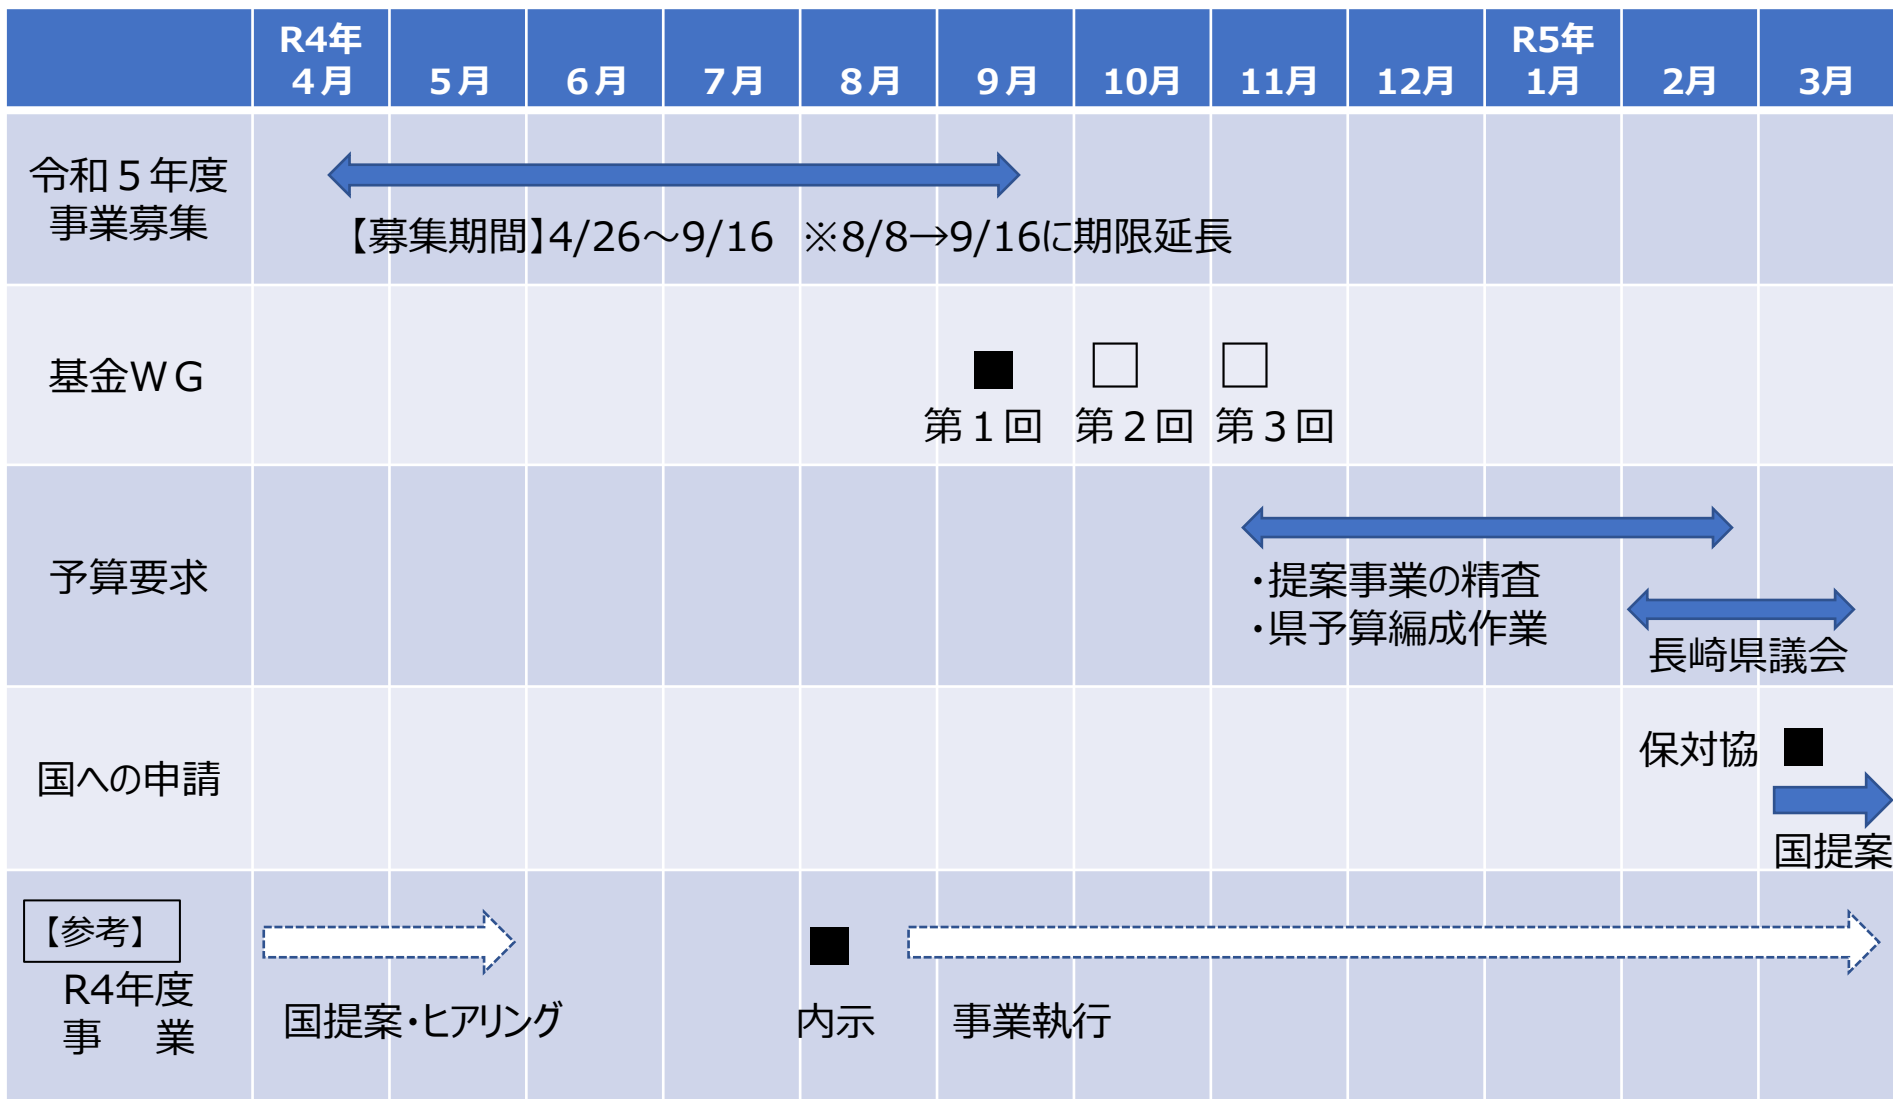 R4年
４月
５月
６月
７月
８月
９月
10月
11月
12月
R5年
1月
2月
3月
令和５年度
事業募集
【募集期間】4/26～9/16 ※8/8→9/16に期限延長
基金ＷＧ
第１回
第２回
第３回
予算要求
・提案事業の精査
・県予算編成作業
長崎県議会
国への申請
保対協
国提案
【参考】
R4年度
事　業
国提案・ヒアリング
内示
事業執行